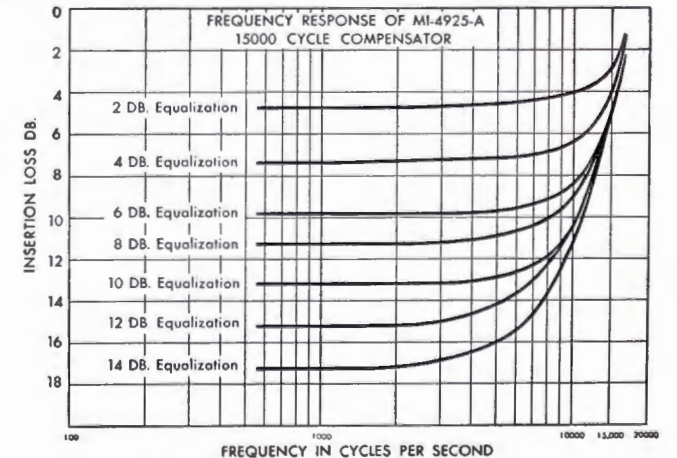 FREQUENCY RESPONSE OF MI-4925-A
15000 CYCLE COMPENSATOR
INSERTION LOSS DB.
0
2
4
6
8
10
12
14
16
18
2 DB. Equalization
4 DB. Equalization
6 DB. Equalization
8 DB. Equalization
10 DB. Equalization
12 DB. Equalization
14 DB. Equalization
100 1000 10000 15,000 20000
FREQUENCY IN CYCLES PER SECOND